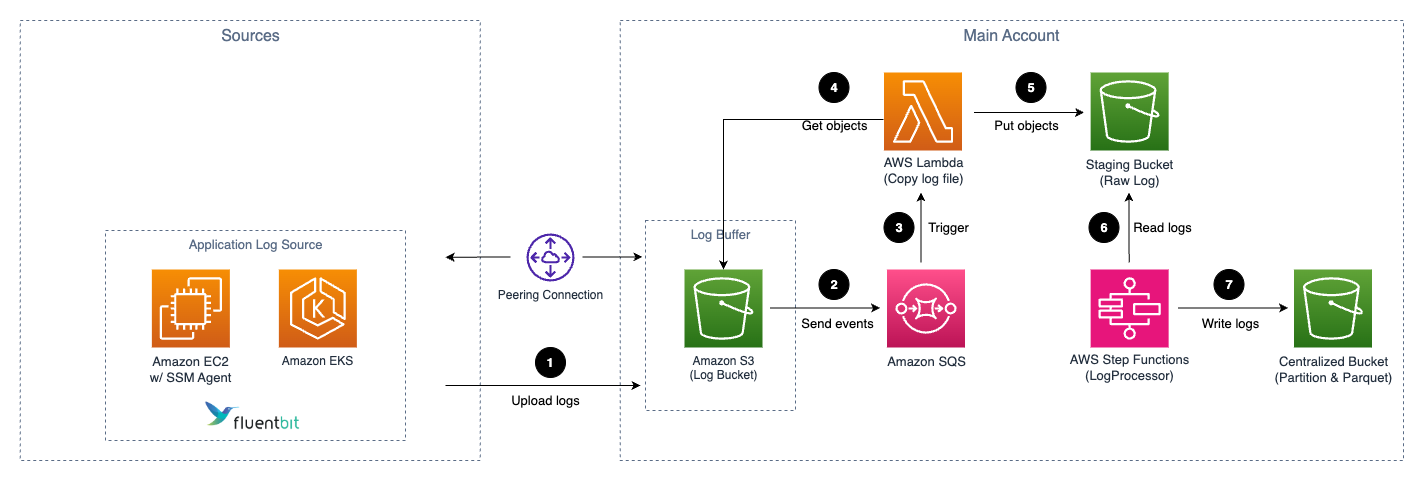 Sources
Main Account
4
5
Get objects
Put objects
AWS Lambda
(Copy log file)
Staging Bucket
(Raw Log)
3
Trigger
6
Read logs
Application Log Source
Log Buffer
K
Peering Connection
2
Send events
7
Write logs
Amazon EC2
w/ SSM Agent
Amazon EKS
1
Upload logs
Amazon S3
(Log Bucket)
Amazon SQS
AWS Step Functions
(LogProcessor)
Centralized Bucket
(Partition & Parquet)
fluentbit